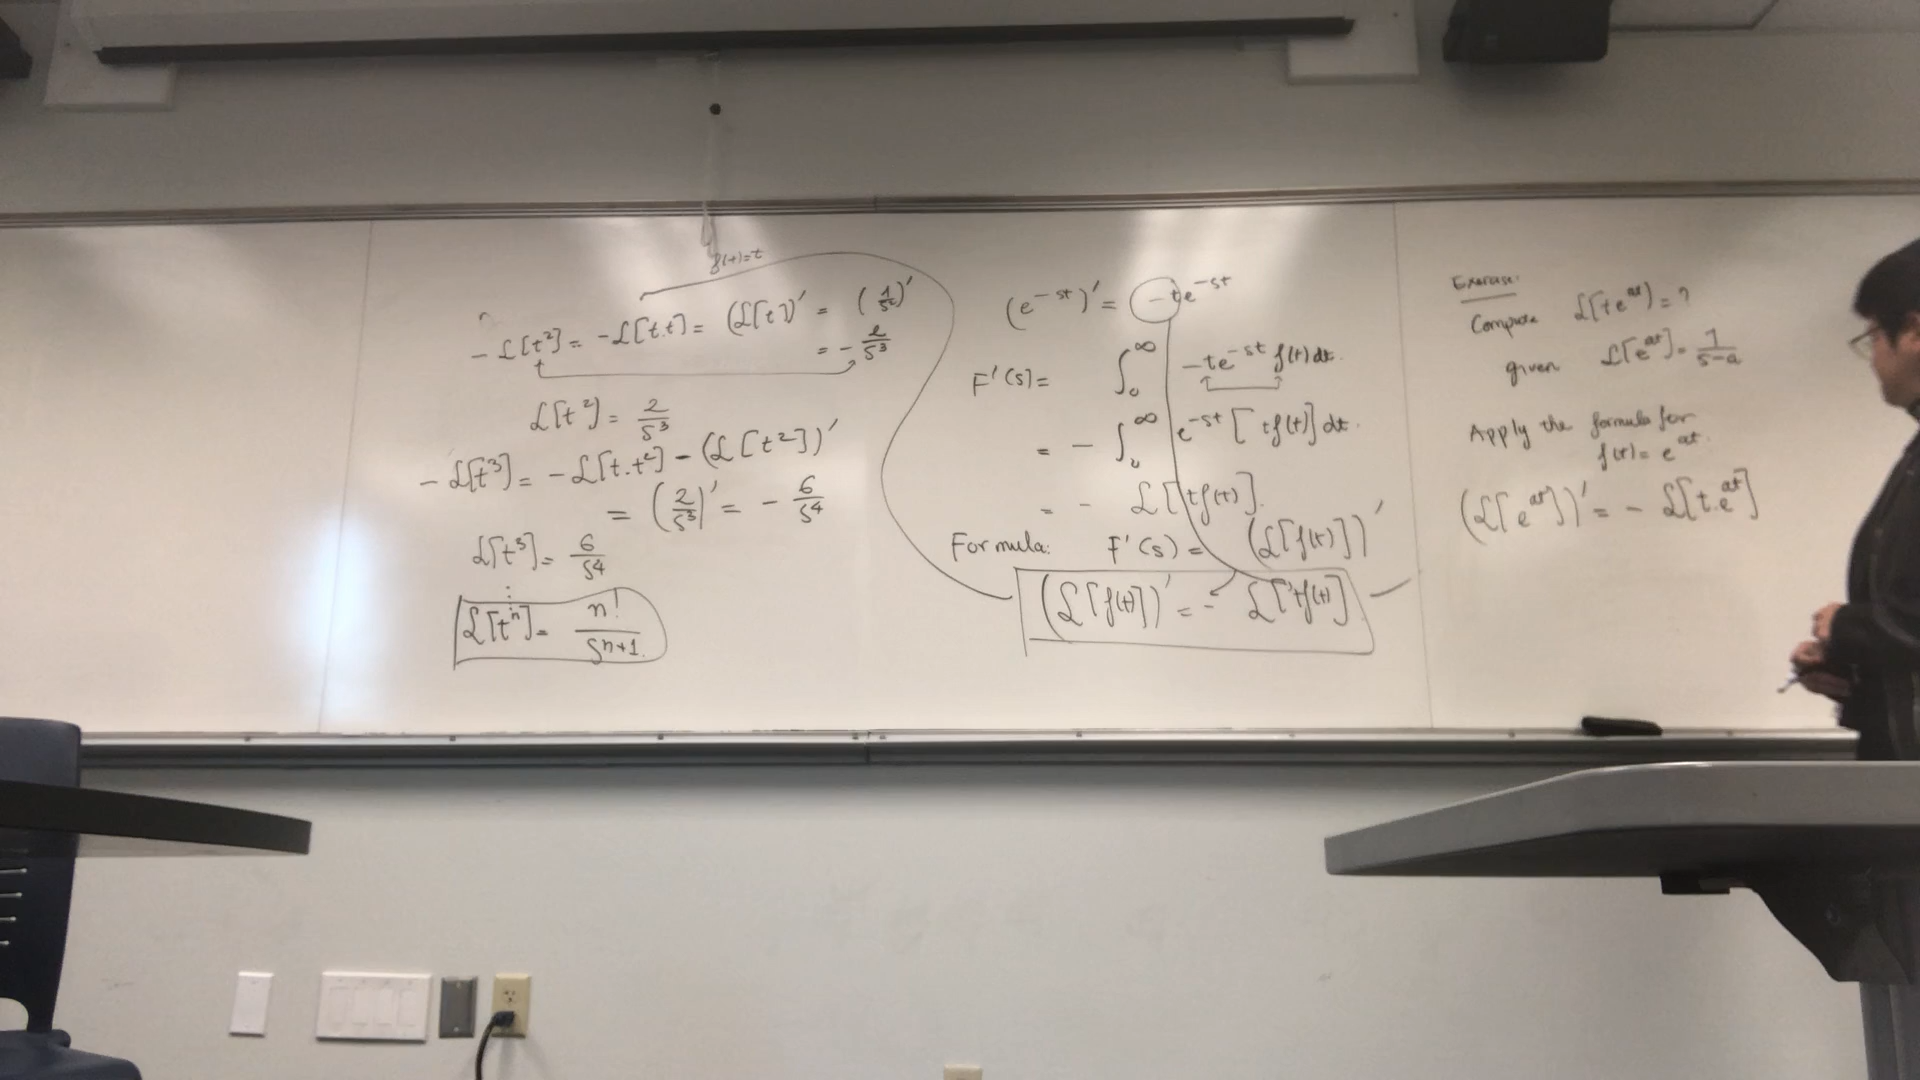 f(t)=t
-ℒ[t²] = -ℒ[t.t] = (ℒ[t])' = (1/s²)'
= - 2/s³
ℒ[t²] = 2/s³
-ℒ[t³] = -ℒ[t.t²] - (ℒ[t²])'
= (2/s³)' = - 6/s⁴
ℒ[t³] = 6/s⁴
⋮
ℒ[tⁿ] = n!/sⁿ⁺¹
(e^{-st})' = -te^{-st}
F'(s) = ∫₀^∞ -te^{-st} f(t)dt.
= - ∫₀^∞ e^{-st} [tf(t)]dt.
= - ℒ[tf(t)].
Formula: F'(s) = (ℒ[f(t)])'
(ℒ[f(t)])' = - ℒ[tf(t)]
Exercise:
Compute ℒ[te^{at}) = ?
given ℒ[e^{at}] = 1/(s-a)
Apply the formula for
f(t) = e^{at}.
(ℒ[e^{at}])' = - ℒ[t.e^{at}]